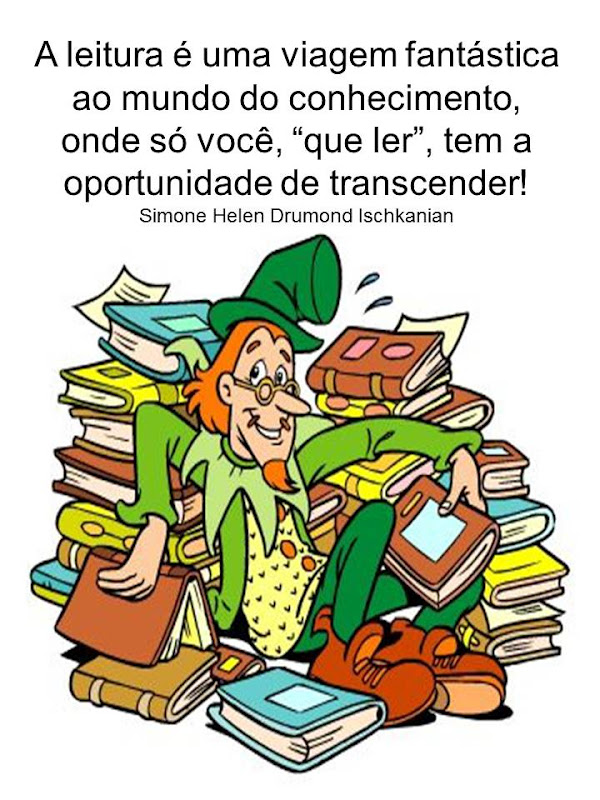 A leitura é uma viagem fantástica
ao mundo do conhecimento,
onde só você, “que ler”, tem a
oportunidade de transcender!
Simone Helen Drumond Ischkanian